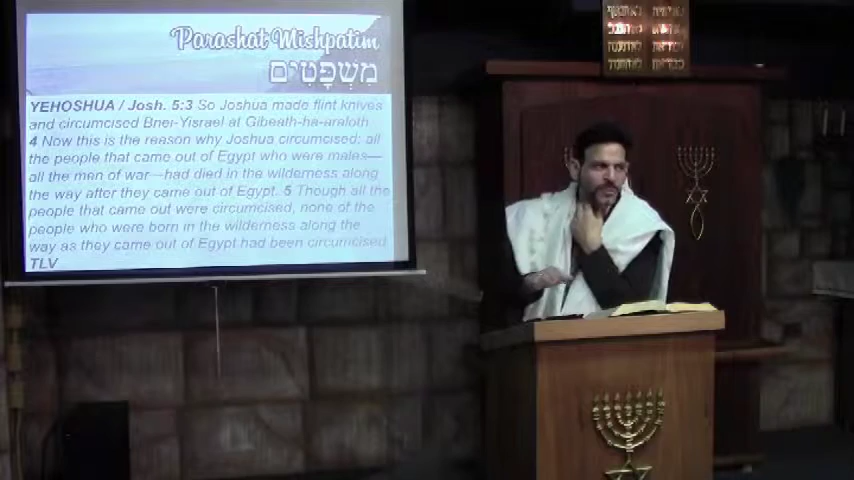 Parashat Mishpatim
מִשְׁפָּטִים
YEHOSHUA / Josh. 5:3 So Joshua made flint knives
and circumcised Bnei-Yisrael at Gibeath-ha-araloth.
4 Now this is the reason why Joshua circumcised: all
the people that came out of Egypt who were males—
all the men of war—had died in the wilderness along
the way after they came out of Egypt. 5 Though all the
people that came out were circumcised, none of the
people who were born in the wilderness along the
way as they came out of Egypt had been circumcised.
TLV